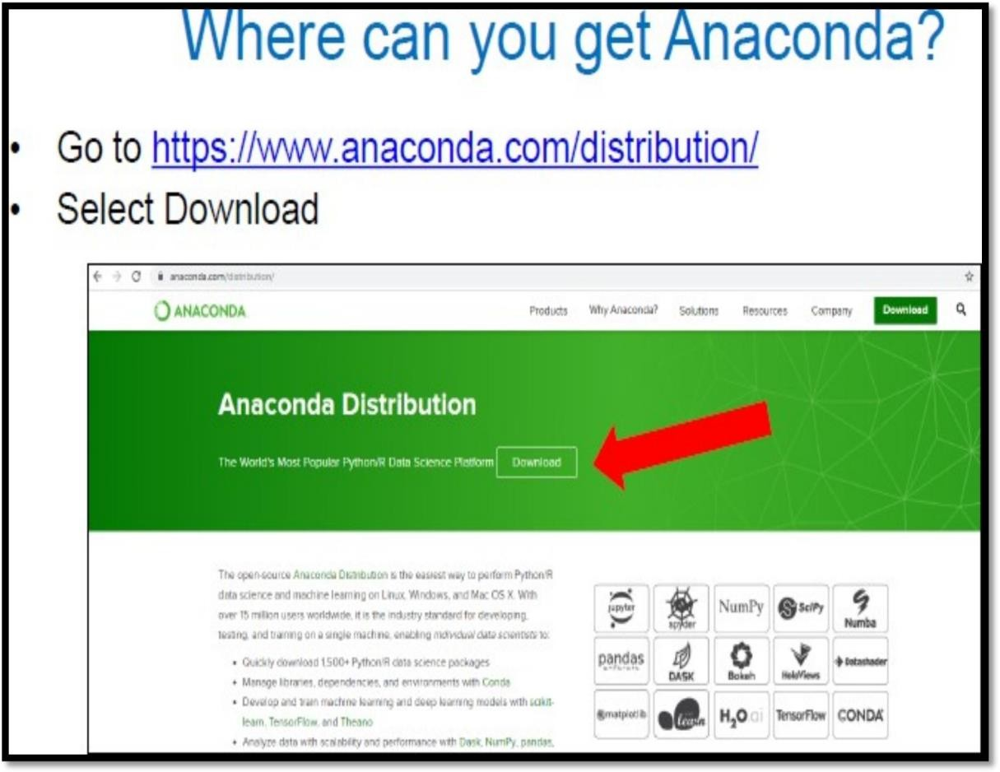 Where can you get Anaconda?
• Go to https://www.anaconda.com/distribution/
• Select Download
anaconda.com/distribution/
ANACONDA
Products Why Anaconda? Solutions Resources Company Download
Anaconda Distribution
The World's Most Popular Python/R Data Science Platform Download
The open-source Anaconda Distribution is the easiest way to perform Python/R
data science and machine learning on Linux, Windows, and Mac OS X. With
over 15 million users worldwide, it is the industry standard for developing,
testing, and training on a single machine, enabling individual data scientists to:
• Quickly download 1,500+ Python/R data science packages
• Manage libraries, dependencies, and environments with Conda
• Develop and train machine learning and deep learning models with scikit-
learn, TensorFlow, and Theano
• Analyze data with scalability and performance with Dask, NumPy, pandas,
jupyter spyder NumPy SciPy Numba
pandas DASK Bokeh HoloViews Datashader
matplotlib learn H2O.ai TensorFlow CONDA